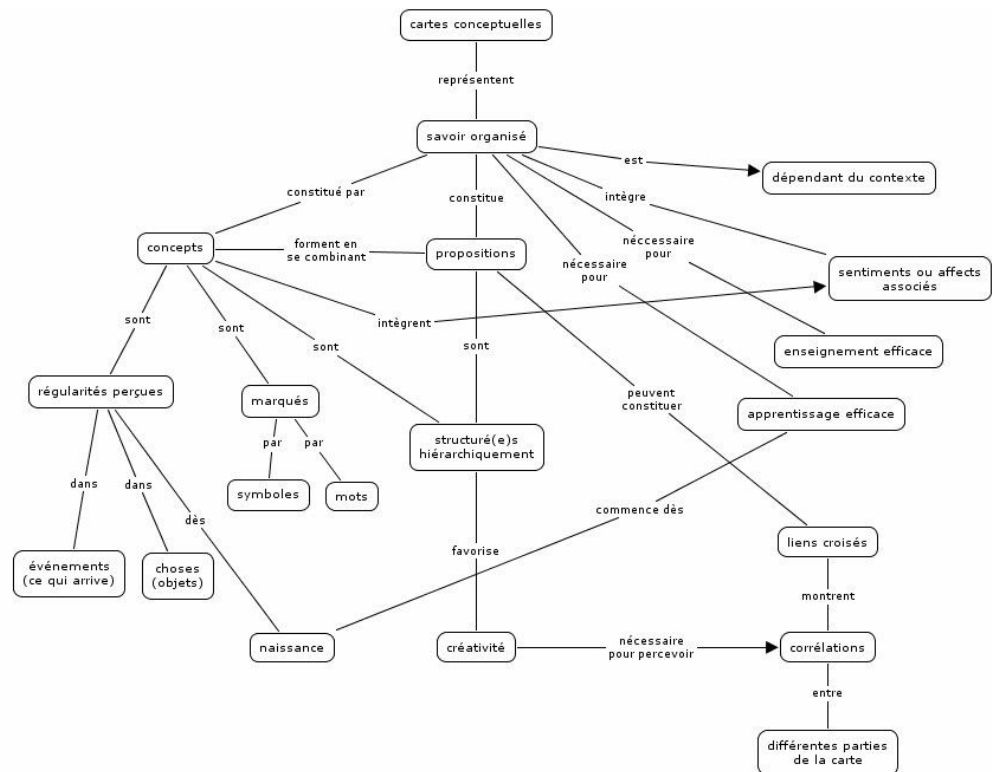 cartes conceptuelles
représentent
savoir organisé
est
dépendant du contexte
constitué par
constitue
intègre
concepts
forment en
se combinant
propositions
néccessaire
pour
nécessaire
pour
sentiments ou affects
associés
sont
sont
intègrent
sont
sont
enseignement efficace
régularités perçues
marqués
peuvent
constituer
apprentissage efficace
par
par
structuré(e)s
hiérarchiquement
dans
dans
symboles
mots
dès
commence dès
événements
(ce qui arrive)
choses
(objets)
favorise
liens croisés
montrent
naissance
créativité
nécessaire
pour percevoir
corrélations
entre
différentes parties
de la carte